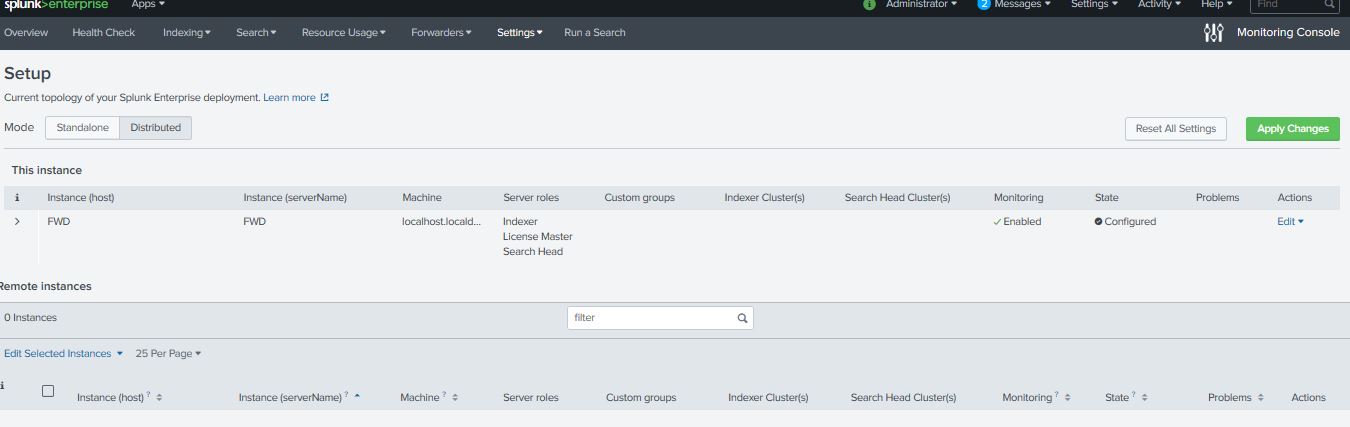 splunk>enterprise Apps Administrator 2 Messages Settings Activity Help Find
Overview Health Check Indexing Search Resource Usage Forwarders Settings Run a Search Monitoring Console
Setup
Current topology of your Splunk Enterprise deployment. Learn more
Mode Standalone Distributed Reset All Settings Apply Changes
This instance
i Instance (host) Instance (serverName) Machine Server roles Custom groups Indexer Cluster(s) Search Head Cluster(s) Monitoring State Problems Actions
FWD FWD localhost.locald... Indexer Enabled Configured Edit
License Master
Search Head
Remote instances
0 Instances filter
Edit Selected Instances 25 Per Page
i Instance (host) ? Instance (serverName) ? Machine ? Server roles Custom groups Indexer Cluster(s) Search Head Cluster(s) Monitoring ? State ? Problems Actions